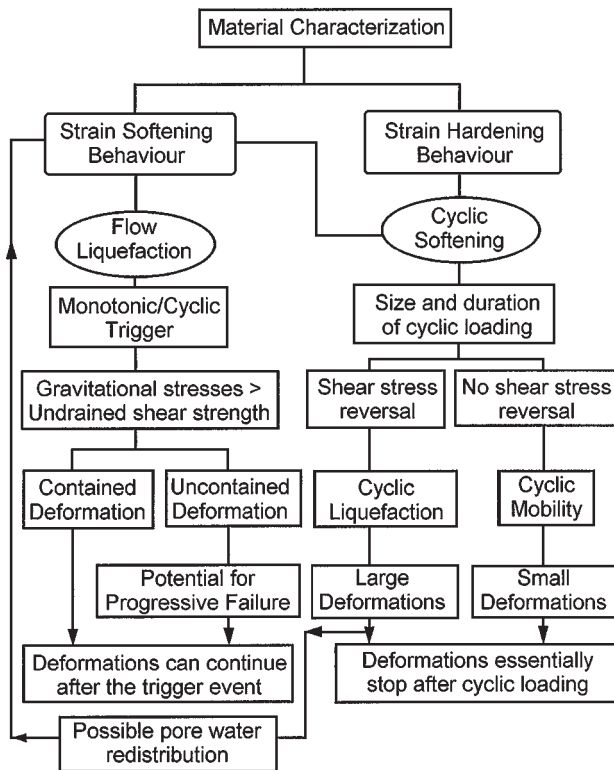 Material Characterization
Strain Softening
Behaviour
Strain Hardening
Behaviour
Flow
Liquefaction
Cyclic
Softening
Monotonic/Cyclic
Trigger
Size and duration
of cyclic loading
Gravitational stresses >
Undrained shear strength
Shear stress
reversal
No shear stress
reversal
Contained
Deformation
Uncontained
Deformation
Cyclic
Liquefaction
Cyclic
Mobility
Potential for
Progressive Failure
Large
Deformations
Small
Deformations
Deformations can continue
after the trigger event
Deformations essentially
stop after cyclic loading
Possible pore water
redistribution